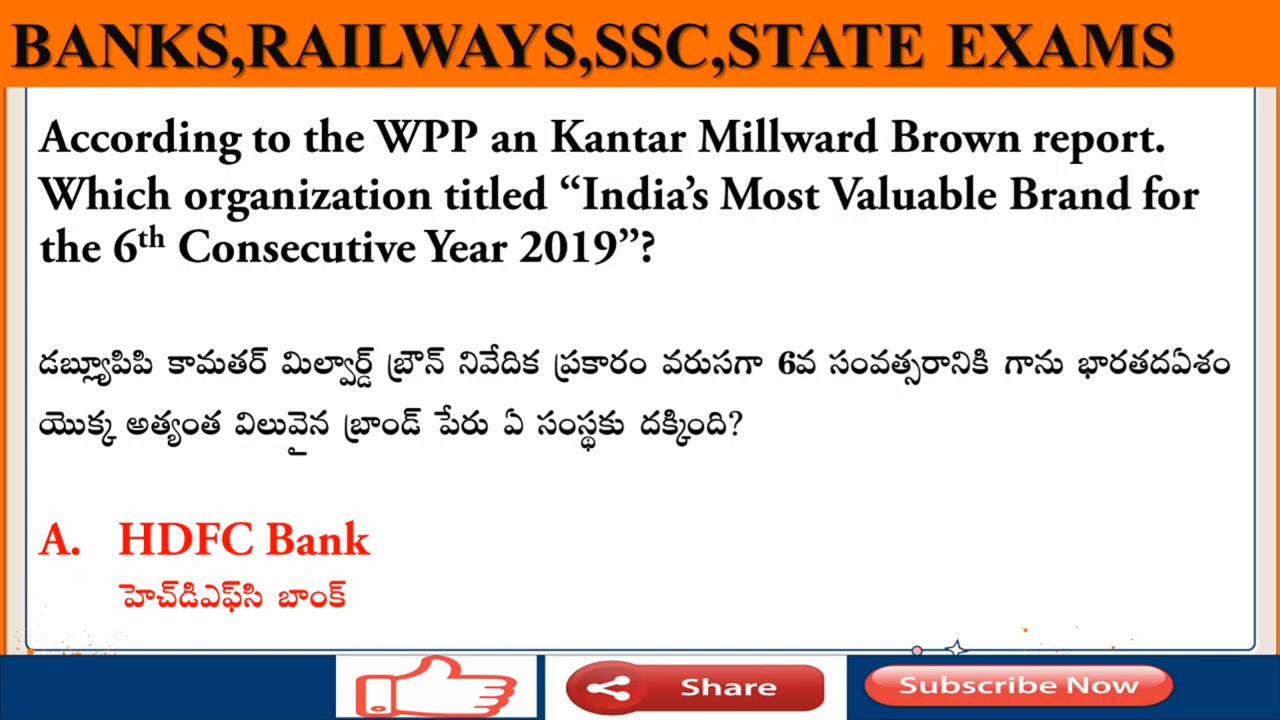 BANKS,RAILWAYS,SSC,STATE EXAMS
According to the WPP an Kantar Millward Brown report.
Which organization titled “India’s Most Valuable Brand for
the 6th Consecutive Year 2019”?
డబ్ల్యూపిపి కామతర్ మిల్వార్డ్ బ్రౌన్ నివేదిక ప్రకారం వరుసగా 6వ సంవత్సరానికి గాను భారతదఏశం
యొక్క అత్యంత విలువైన బ్రాండ్ పేరు ఏ సంస్థకు దక్కింది?
A. HDFC Bank
హెచ్‌డిఎఫ్‌సి బాంక్
Share
Subscribe Now